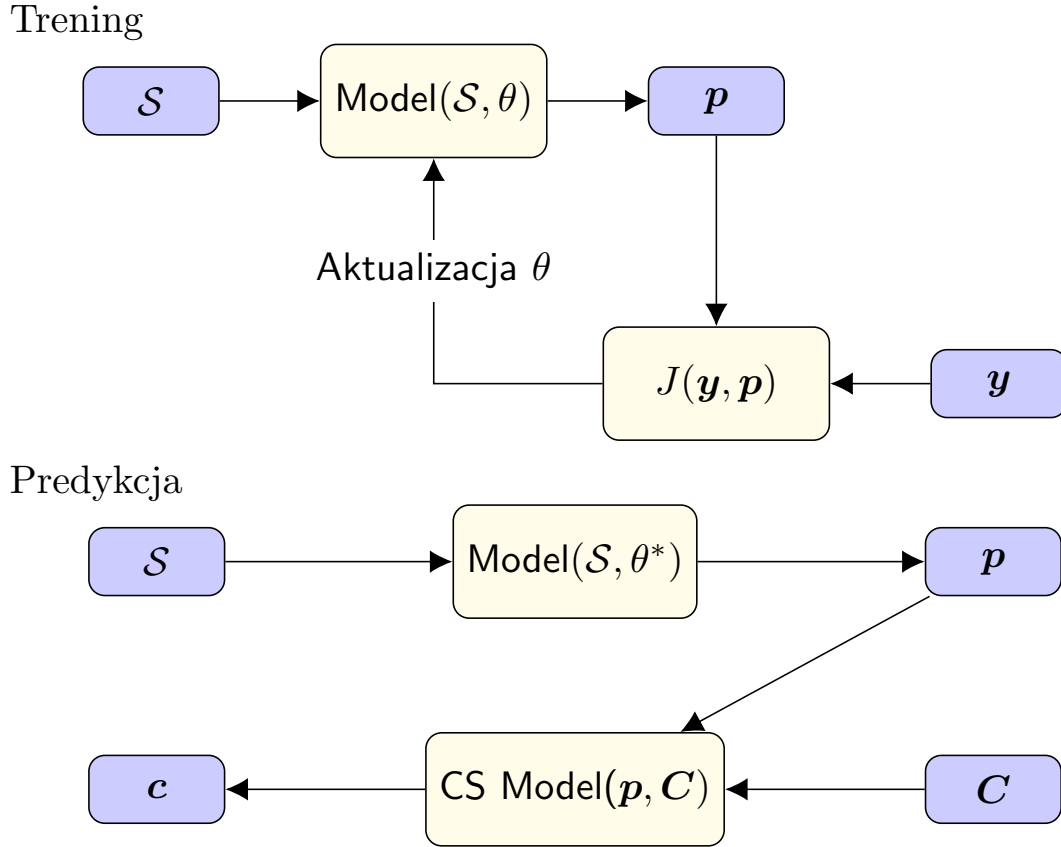 Trening
𝒮 Model(𝒮, θ) 𝒑
Aktualizacja θ
J(𝒚, 𝒑) 𝒚
Predykcja
𝒮 Model(𝒮, θ*) 𝒑
𝒄 CS Model(𝒑, 𝑪) 𝑪